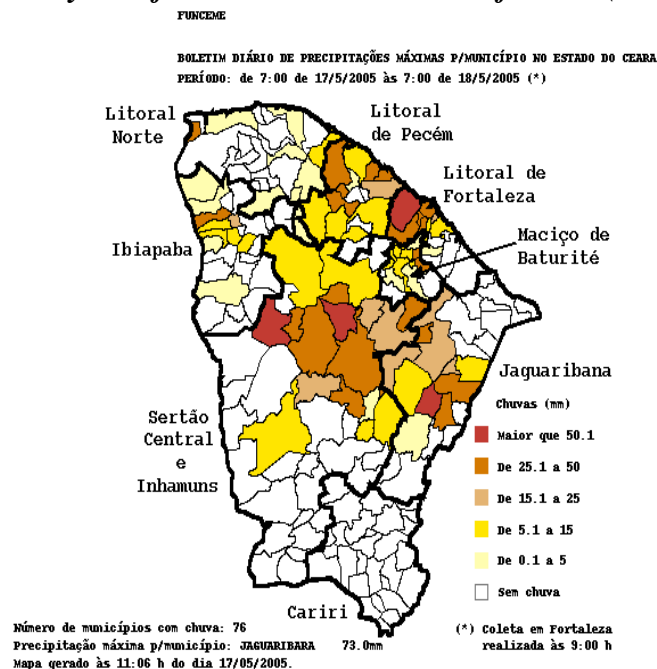 FUNCEME
BOLETIM DIÁRIO DE PRECIPITAÇÕES MÁXIMAS P/MUNICÍPIO NO ESTADO DO CEARA
PERÍODO: de 7:00 de 17/5/2005 às 7:00 de 18/5/2005 (*)
Litoral
Norte
Litoral
de Pecém
Litoral de
Fortaleza
Ibiapaba
Maciço de
Baturité
Jaguaribana
Sertão
Central
e
Inhamuns
Cariri
Chuvas (mm)
Maior que 50.1
De 25.1 a 50
De 15.1 a 25
De 5.1 a 15
De 0.1 a 5
Sem chuva
Número de municípios com chuva: 76
Precipitação máxima p/município: JAGUARIBARA 73.0mm
Mapa gerado às 11:06 h do dia 17/05/2005.
(*) Coleta em Fortaleza
realizada às 9:00 h